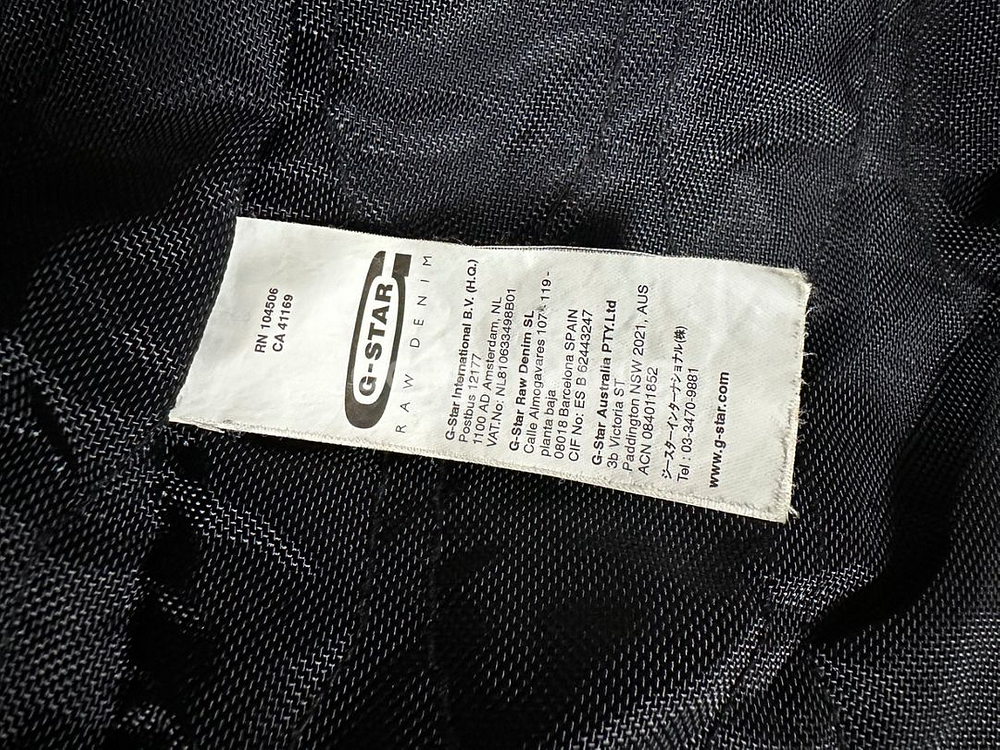 RN 104506
CA 41169
G-STAR
RAW DENIM
G-Star International B.V. (H.Q.)
Postbus 12177
1100 AD Amsterdam, NL
VAT.No: NL810633498B01
G-Star Raw Denim SL
Calle Almogavares 107 - 119 -
planta baja
08018 Barcelona SPAIN
CIF No: ES B 62443247
G-Star Australia PTY.Ltd
3b Victoria ST
Paddington NSW 2021, AUS
ACN 084011852
ジースターインターナショナル(株)
Tel : 03-3470-9881
www.g-star.com